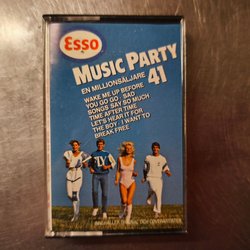 Esso
MUSIC PARTY
EN MILLIONSÄLJARE 41
WAKE ME UP BEFORE
YOU GO GO · SAD
SONGS SAY SO MUCH
TIME AFTER TIME
LET'S HEAR IT FOR
THE BOY · I WANT TO
BREAK FREE